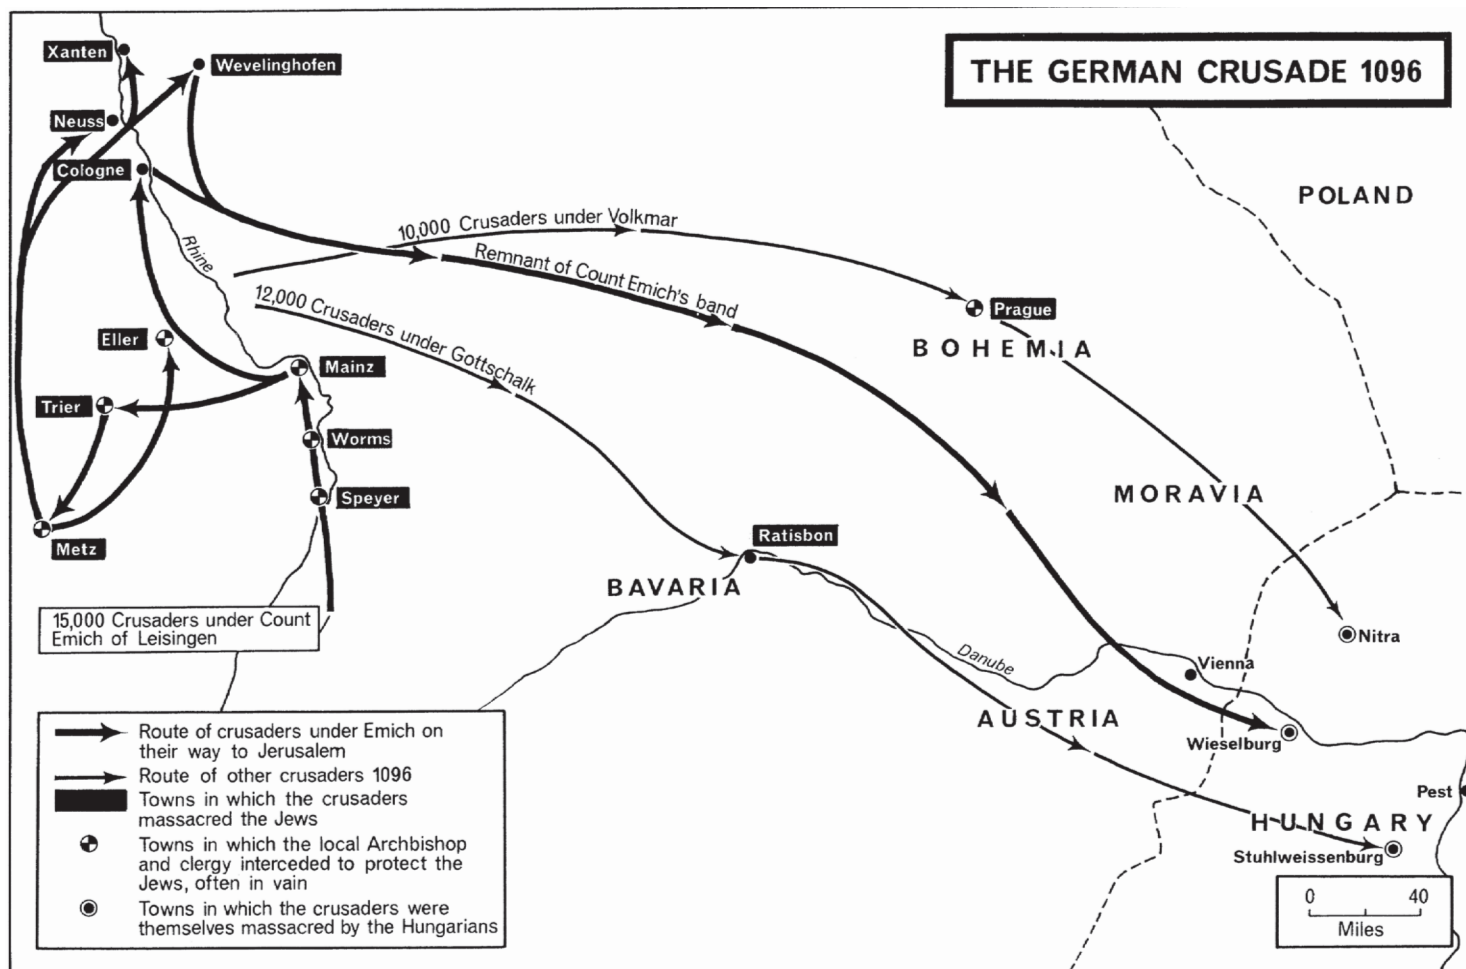 THE GERMAN CRUSADE 1096
Xanten
Wevelinghofen
Neuss
Cologne
Rhine
POLAND
10,000 Crusaders under Volkmar
Remnant of Count Emich's band
12,000 Crusaders under Gottschalk
Prague
BOHEMIA
Eller
Mainz
Trier
Worms
Speyer
Metz
MORAVIA
Ratisbon
BAVARIA
15,000 Crusaders under Count
Emich of Leisingen
Nitra
Danube
Vienna
AUSTRIA
Wieselburg
Pest
HUNGARY
Stuhlweissenburg
Route of crusaders under Emich on
their way to Jerusalem
Route of other crusaders 1096
Towns in which the crusaders
massacred the Jews
Towns in which the local Archbishop
and clergy interceded to protect the
Jews, often in vain
Towns in which the crusaders were
themselves massacred by the Hungarians
0 40
Miles